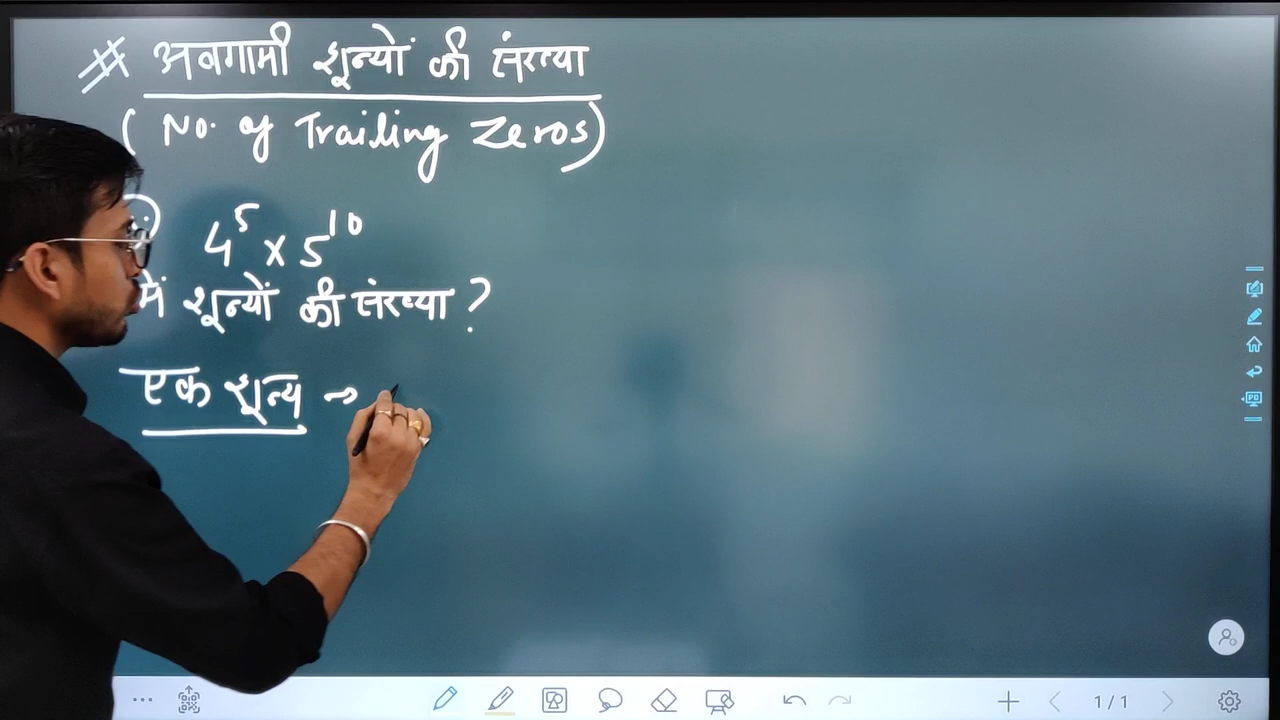 # अवगामी शून्यों की संख्या
( No. of Trailing Zeros)
4⁵ x 5¹⁰
में शून्यों की संख्या ?
एक शून्य →
1/1